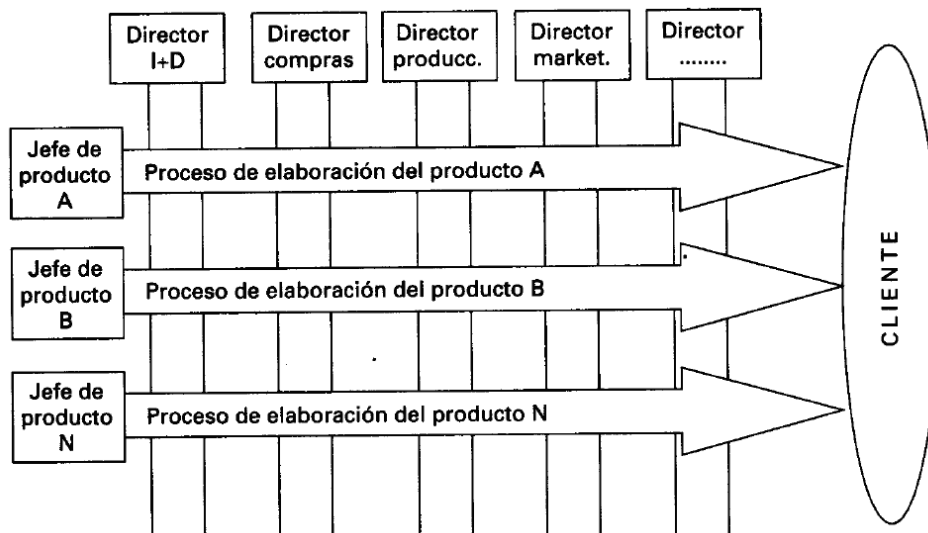 Director
I+D
Director
compras
Director
producc.
Director
market.
Director
........
Jefe de
producto
A
Proceso de elaboración del producto A
Jefe de
producto
B
Proceso de elaboración del producto B
Jefe de
producto
N
Proceso de elaboración del producto N
CLIENTE